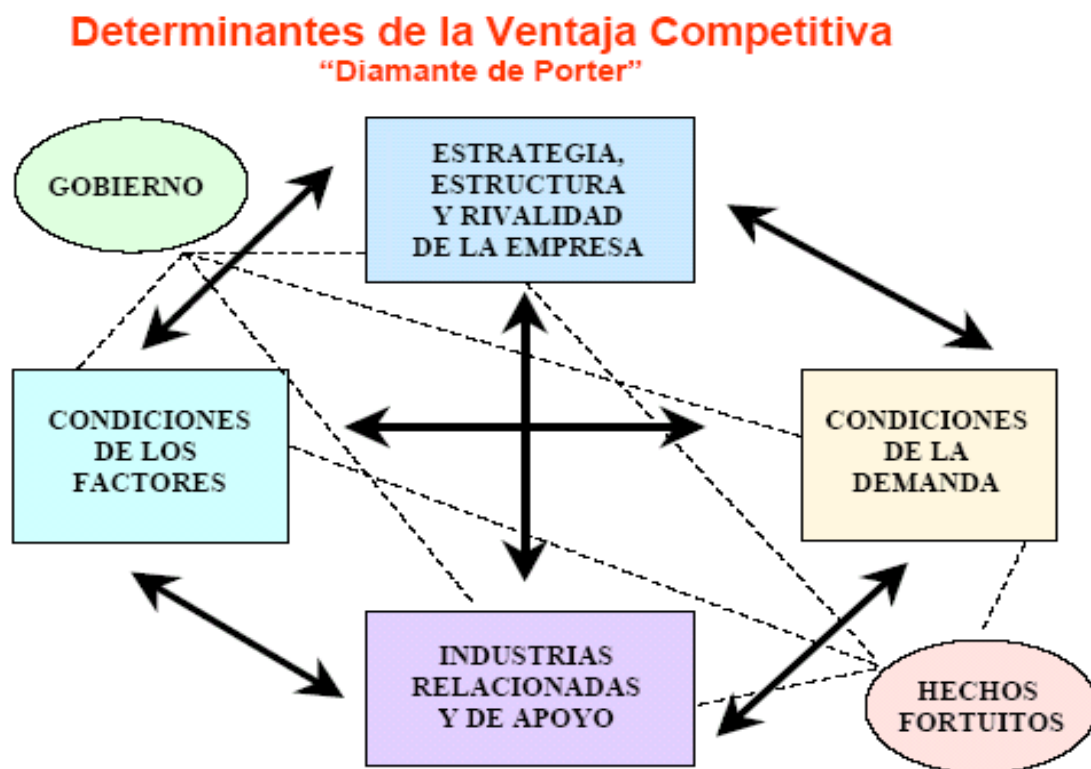 Determinantes de la Ventaja Competitiva
“Diamante de Porter”
GOBIERNO
ESTRATEGIA,
ESTRUCTURA
Y RIVALIDAD
DE LA EMPRESA
CONDICIONES
DE LOS
FACTORES
CONDICIONES
DE LA
DEMANDA
INDUSTRIAS
RELACIONADAS
Y DE APOYO
HECHOS
FORTUITOS